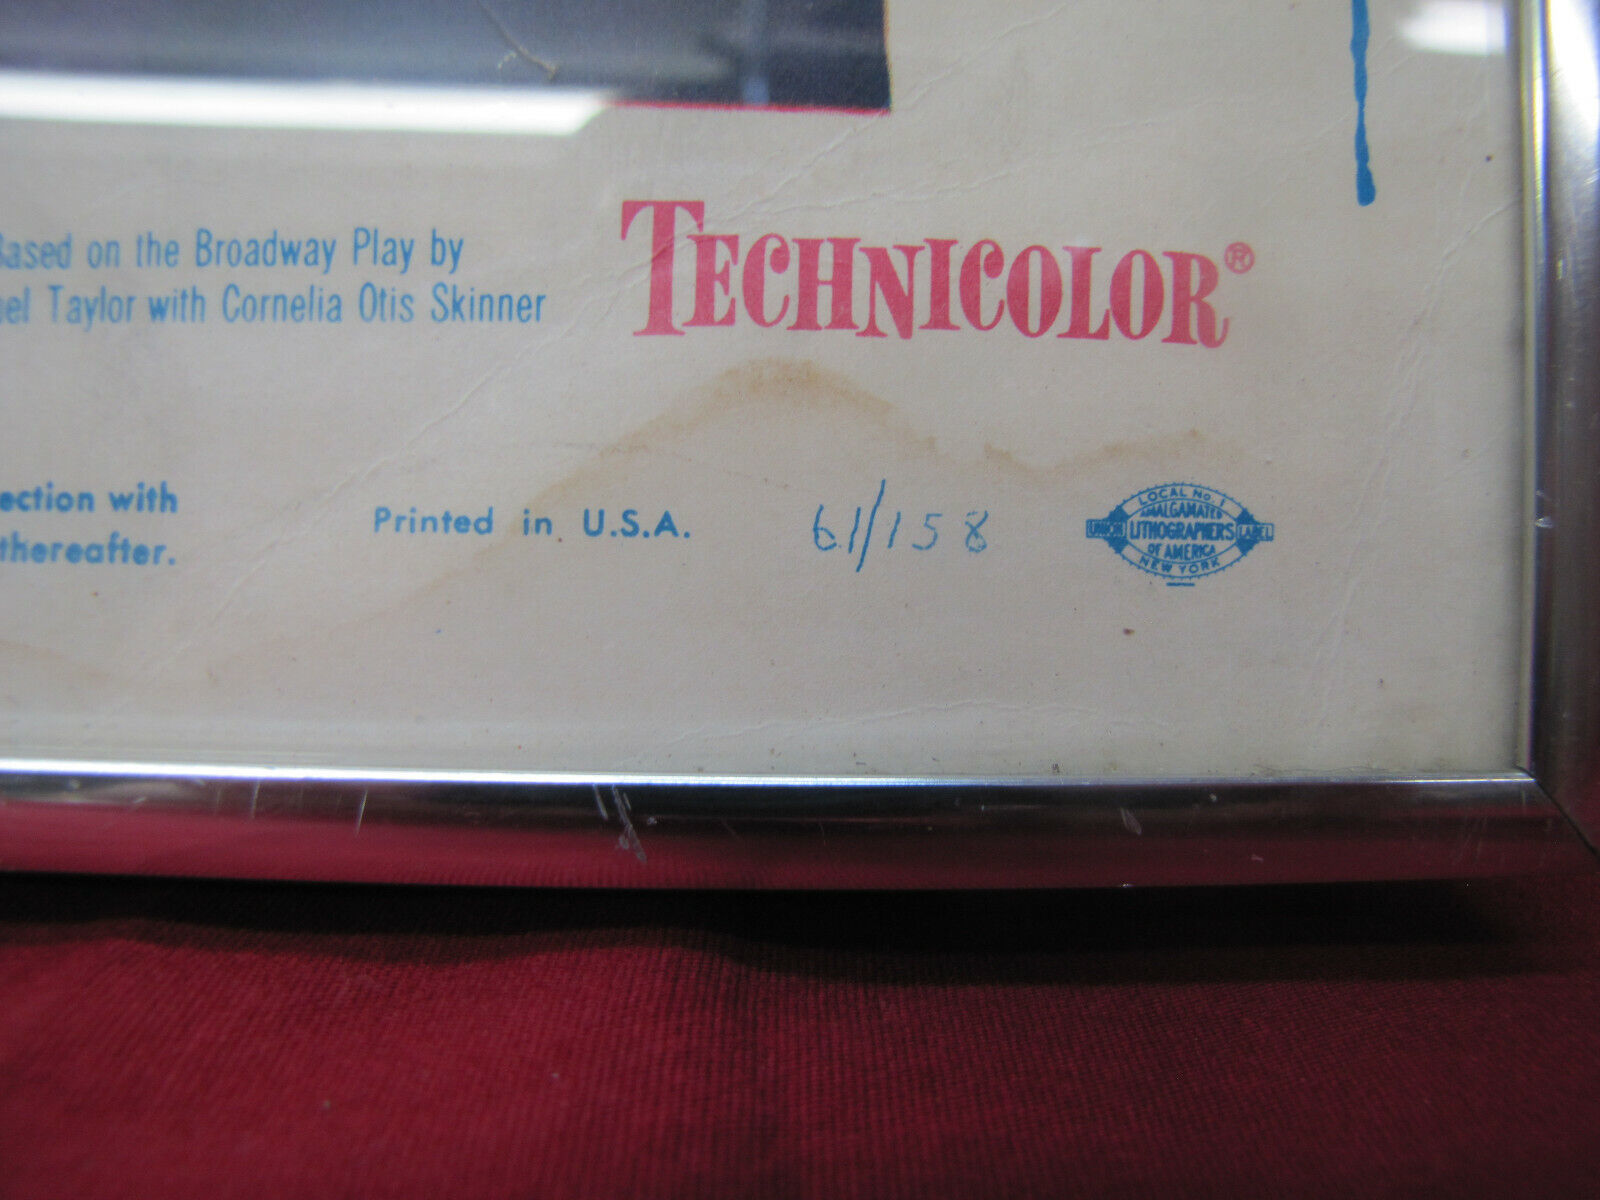 Based on the Broadway Play by
Taylor with Cornelia Otis Skinner
TECHNICOLOR®
with
thereafter.
Printed in U.S.A.
61/158
LOCAL No. 1
AMALGAMATED
UNION LITHOGRAPHERS LABEL
OF AMERICA
NEW YORK